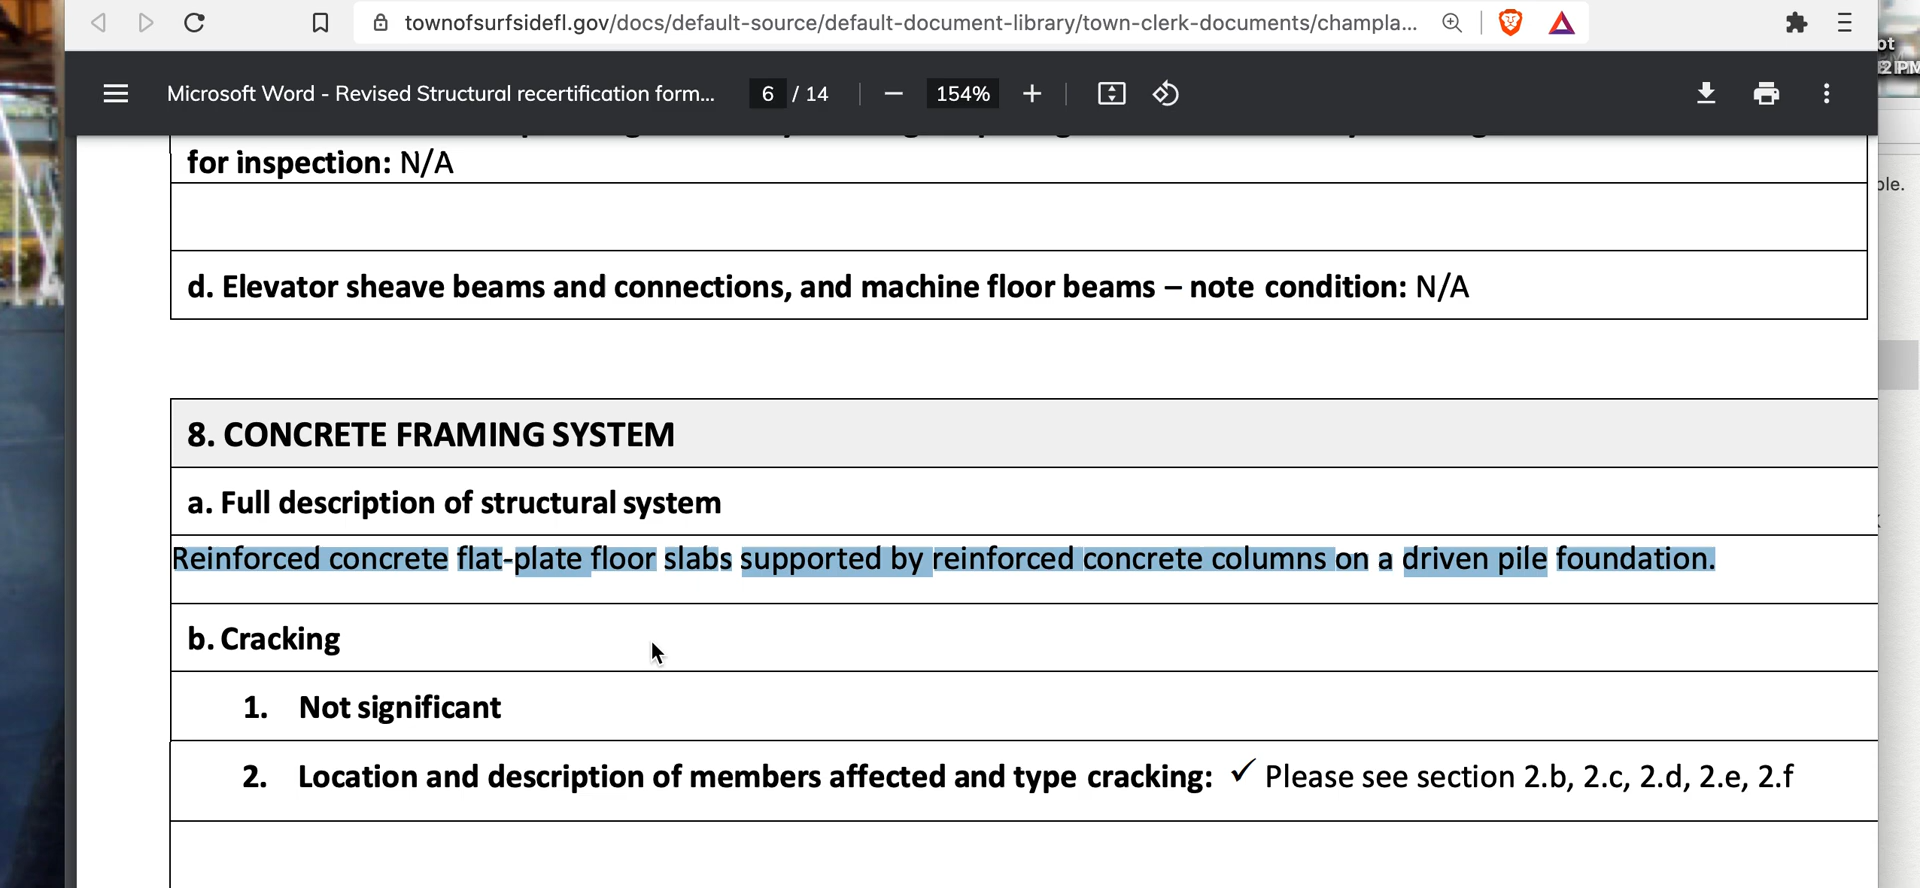 townofsurfsidefl.gov/docs/default-source/default-document-library/town-clerk-documents/champla...
Microsoft Word - Revised Structural recertification form...
6 / 14
154%
for inspection: N/A
d. Elevator sheave beams and connections, and machine floor beams – note condition: N/A
8. CONCRETE FRAMING SYSTEM
a. Full description of structural system
Reinforced concrete flat-plate floor slabs supported by reinforced concrete columns on a driven pile foundation.
b. Cracking
1. Not significant
2. Location and description of members affected and type cracking: ✓ Please see section 2.b, 2.c, 2.d, 2.e, 2.f